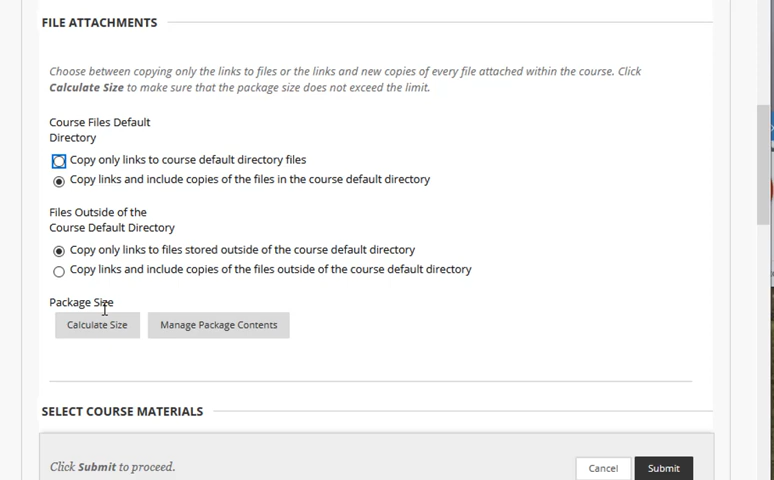 FILE ATTACHMENTS
Choose between copying only the links to files or the links and new copies of every file attached within the course. Click
Calculate Size to make sure that the package size does not exceed the limit.
Course Files Default
Directory
Copy only links to course default directory files
Copy links and include copies of the files in the course default directory
Files Outside of the
Course Default Directory
Copy only links to files stored outside of the course default directory
Copy links and include copies of the files outside of the course default directory
Package Size
Calculate Size Manage Package Contents
SELECT COURSE MATERIALS
Click Submit to proceed. Cancel Submit